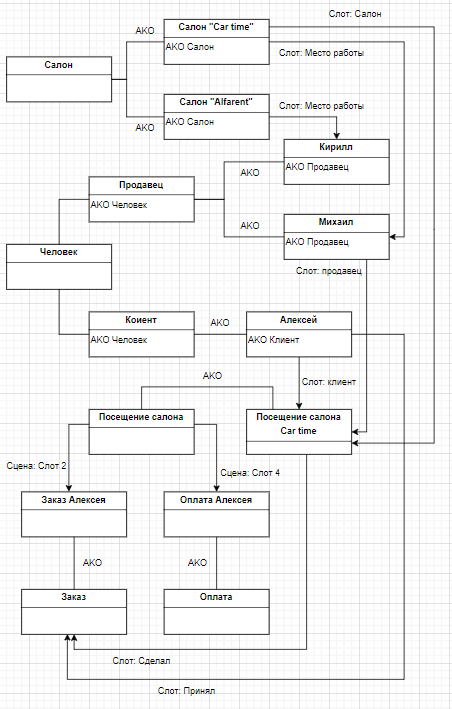 Слот: Салон
АКО
Салон "Car time"
АКО Салон
Слот: Место работы
Салон
Салон "Alfarent"
АКО Салон
АКО
Слот: Место работы
Кирилл
АКО Продавец
АКО
Продавец
АКО Человек
АКО
Михаил
АКО Продавец
Человек
Слот: продавец
Коиент
АКО Человек
АКО
Алексей
АКО Клиент
АКО
Слот: клиент
Посещение салона
Посещение салона
Car time
Сцена: Слот 2
Сцена: Слот 4
Заказ Алексея
Оплата Алексея
АКО
АКО
Заказ
Оплата
Слот: Сделал
Слот: Принял